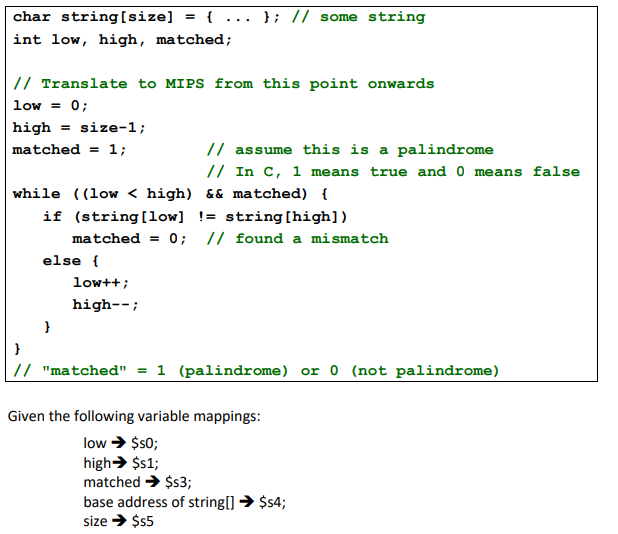 char string[size] = { ... }; // some string
int low, high, matched;
// Translate to MIPS from this point onwards
low = 0;
high = size-1;
matched = 1; // assume this is a palindrome
// In C, 1 means true and 0 means false
while ((low < high) && matched) {
if (string[low] != string[high])
matched = 0; // found a mismatch
else {
low++;
high--;
}
}
// "matched" = 1 (palindrome) or 0 (not palindrome)
Given the following variable mappings:
low ➔ $s0;
high➔ $s1;
matched ➔ $s3;
base address of string[] ➔ $s4;
size ➔ $s5